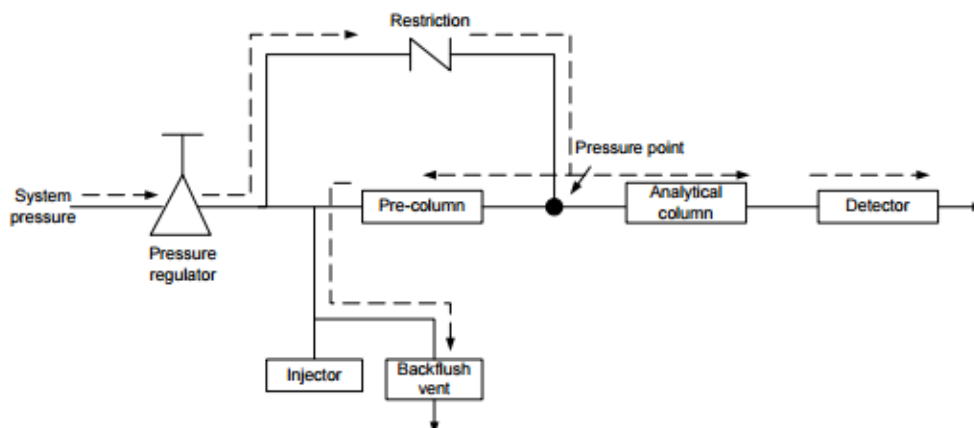 Restriction
Pressure point
System
pressure
Pre-column
Analytical
column
Detector
Pressure
regulator
Injector
Backflush
vent